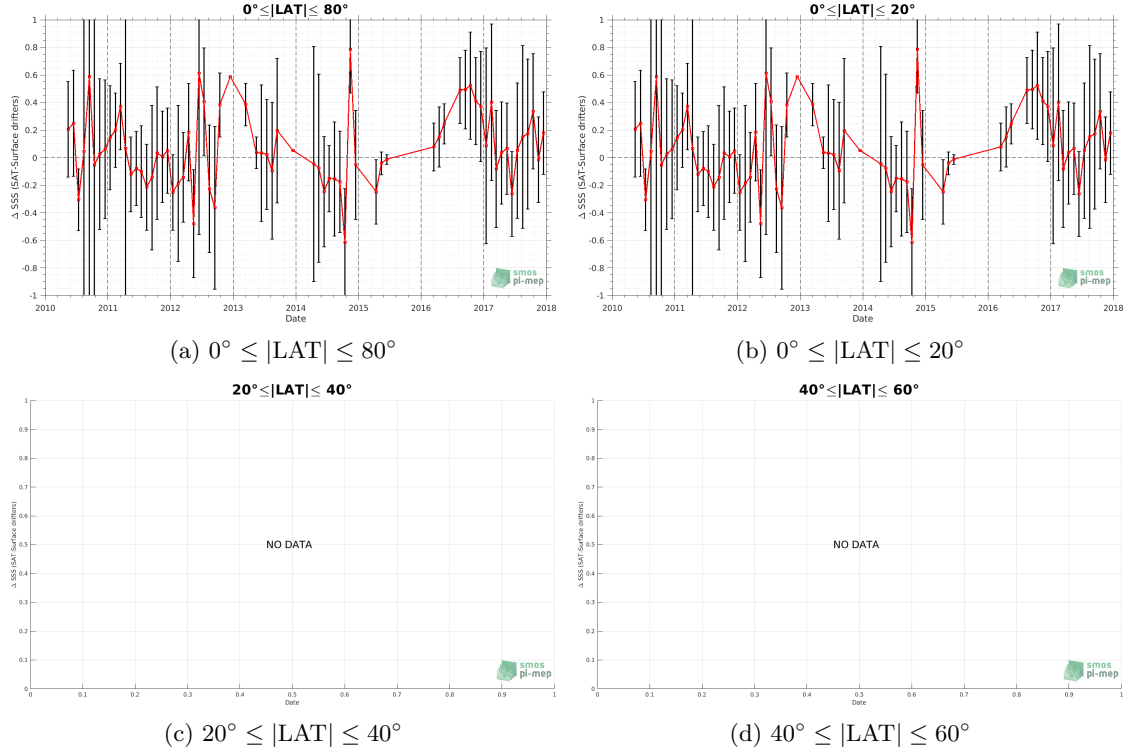 0°≤|LAT|≤ 80°
1
0.8
0.6
0.4
0.2
0
-0.2
-0.4
-0.6
-0.8
-1
Δ SSS (SAT-Surface drifters)
2010 2011 2012 2013 2014 2015 2016 2017 2018
Date
smos
pi-mep
(a) 0° ≤ |LAT| ≤ 80°
0°≤|LAT|≤ 20°
1
0.8
0.6
0.4
0.2
0
-0.2
-0.4
-0.6
-0.8
-1
Δ SSS (SAT-Surface drifters)
2010 2011 2012 2013 2014 2015 2016 2017 2018
Date
smos
pi-mep
(b) 0° ≤ |LAT| ≤ 20°
20°≤|LAT|≤ 40°
1
0.9
0.8
0.7
0.6
0.5
0.4
0.3
0.2
0.1
0
Δ SSS (SAT-Surface drifters)
NO DATA
0 0.1 0.2 0.3 0.4 0.5 0.6 0.7 0.8 0.9 1
Date
smos
pi-mep
(c) 20° ≤ |LAT| ≤ 40°
40°≤|LAT|≤ 60°
1
0.9
0.8
0.7
0.6
0.5
0.4
0.3
0.2
0.1
0
Δ SSS (SAT-Surface drifters)
NO DATA
0 0.1 0.2 0.3 0.4 0.5 0.6 0.7 0.8 0.9 1
Date
smos
pi-mep
(d) 40° ≤ |LAT| ≤ 60°